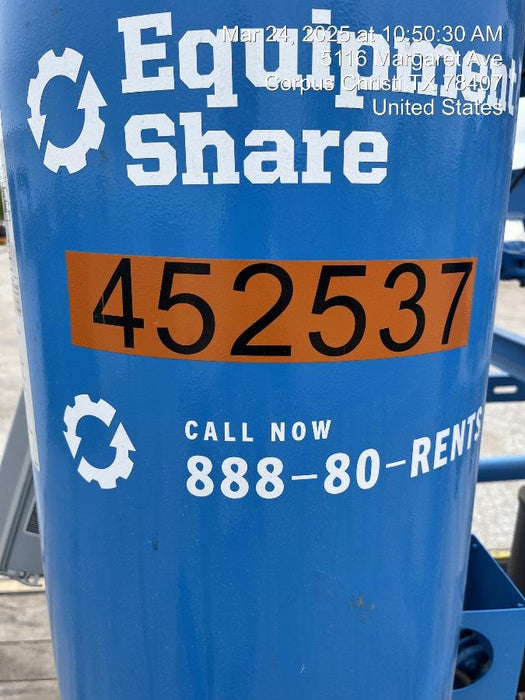 Mar 24, 2025 at 10:50:30 AM
5116 Margaret Ave
Corpus Christi, TX 78407
United States
Equipment
Share
452537
CALL NOW
888-80-RENTS